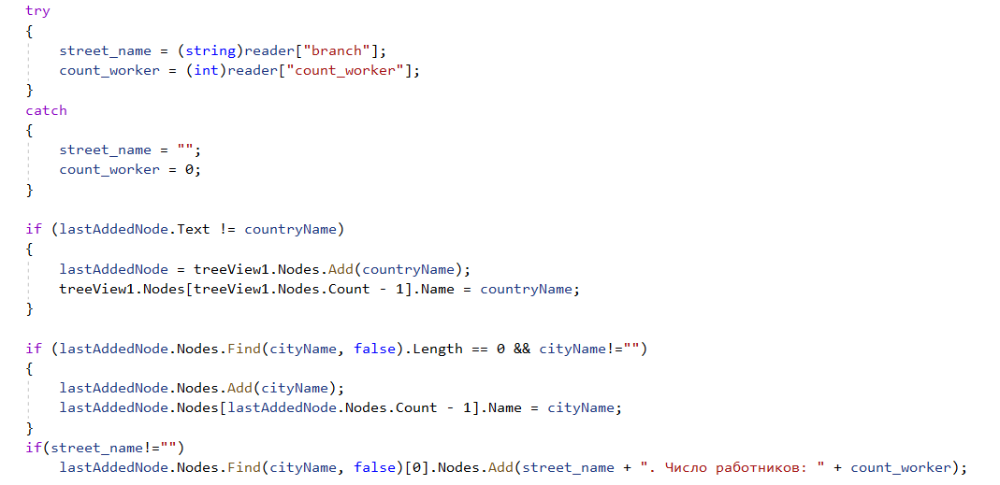 try
{
street_name = (string)reader["branch"];
count_worker = (int)reader["count_worker"];
}
catch
{
street_name = "";
count_worker = 0;
}
if (lastAddedNode.Text != countryName)
{
lastAddedNode = treeView1.Nodes.Add(countryName);
treeView1.Nodes[treeView1.Nodes.Count - 1].Name = countryName;
}
if (lastAddedNode.Nodes.Find(cityName, false).Length == 0 && cityName!="")
{
lastAddedNode.Nodes.Add(cityName);
lastAddedNode.Nodes[lastAddedNode.Nodes.Count - 1].Name = cityName;
}
if(street_name!="")
lastAddedNode.Nodes.Find(cityName, false)[0].Nodes.Add(street_name + ". Число работников: " + count_worker);